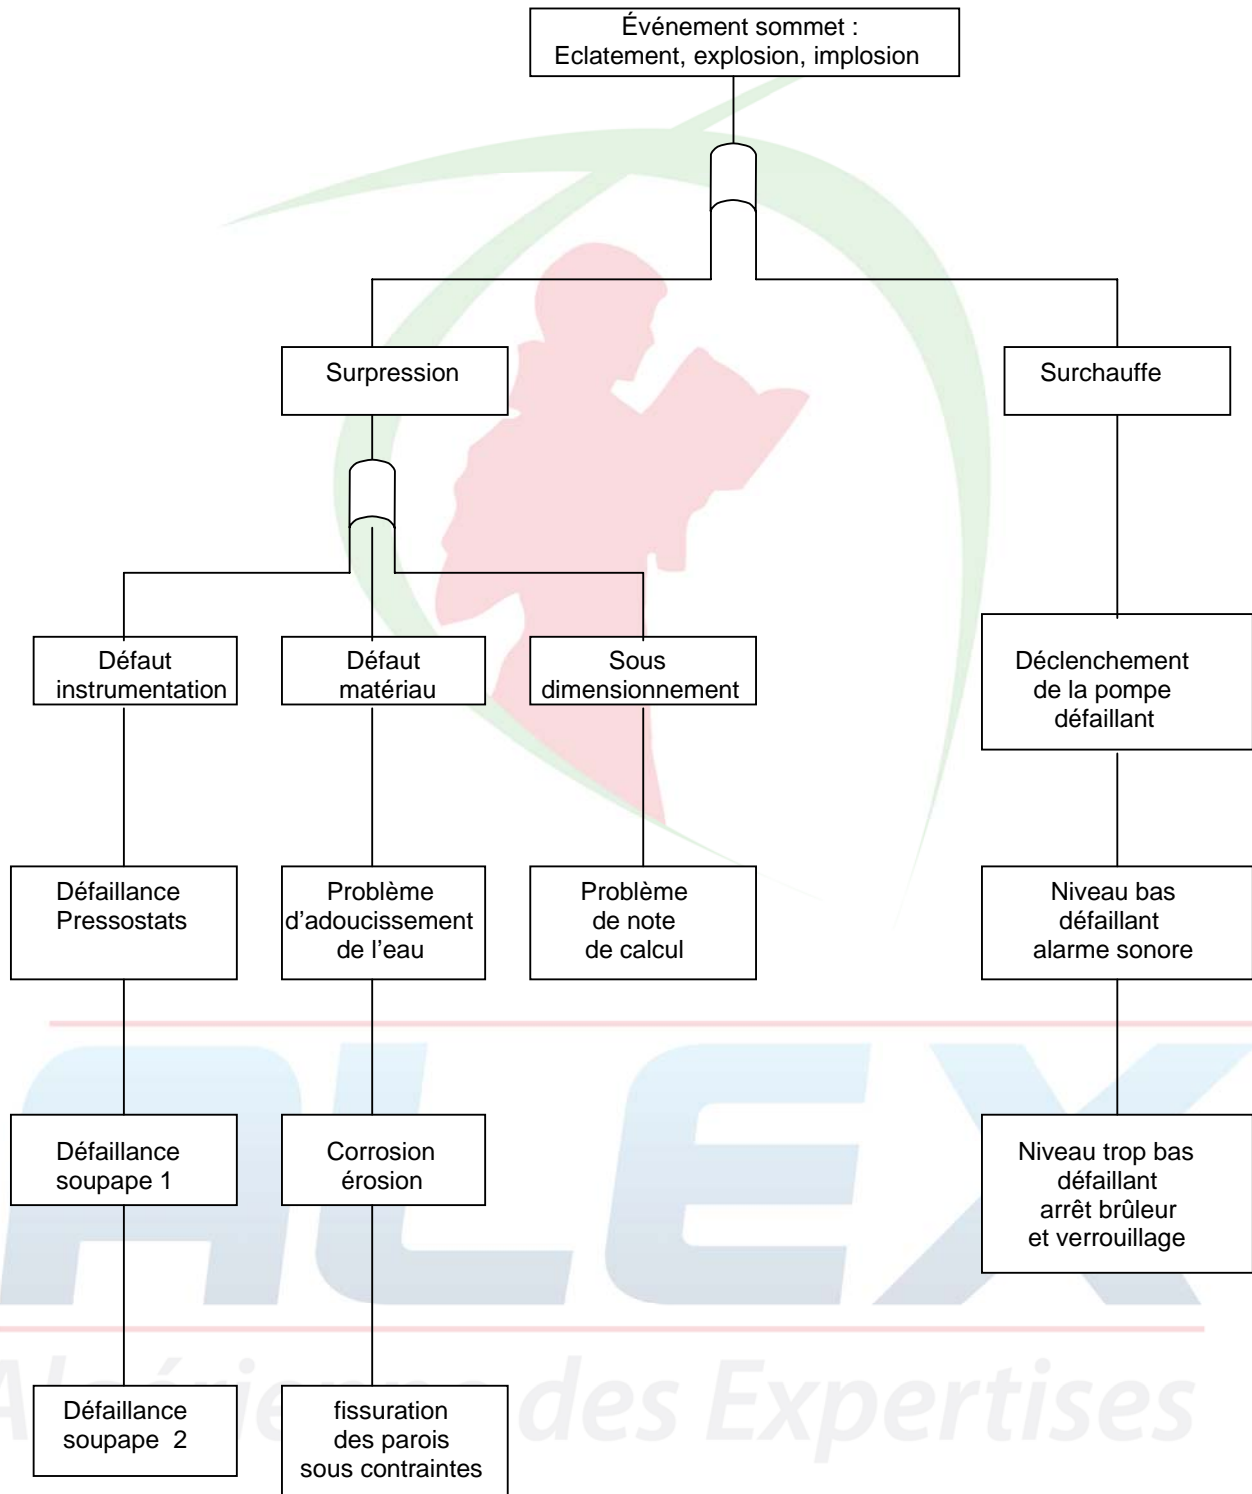 Événement sommet :
Eclatement, explosion, implosion
Surpression
Surchauffe
Défaut
instrumentation
Défaut
matériau
Sous
dimensionnement
Déclenchement
de la pompe
défaillant
Défaillance
Pressostats
Problème
d'adoucissement
de l'eau
Problème
de note
de calcul
Niveau bas
défaillant
alarme sonore
Défaillance
soupape 1
Corrosion
érosion
Niveau trop bas
défaillant
arrêt brûleur
et verrouillage
ALEX
Algérienne des Expertises
Défaillance
soupape 2
fissuration
des parois
sous contraintes